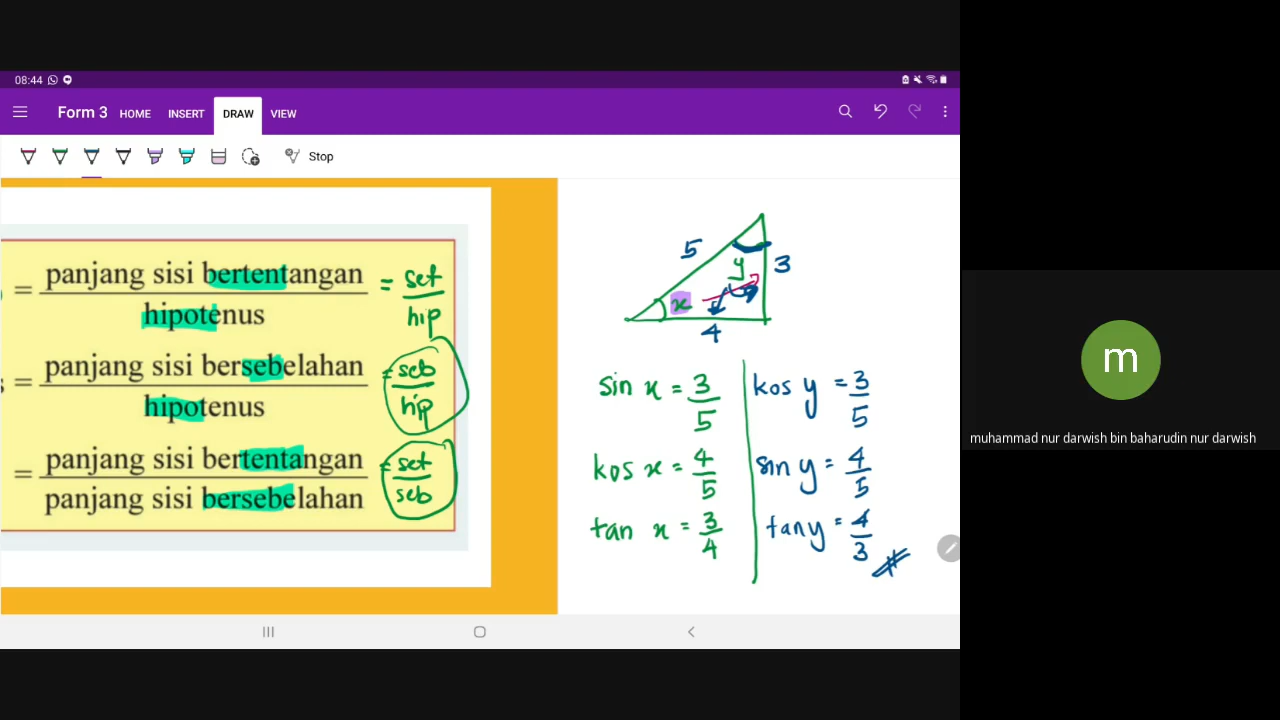 08:44
Form 3 HOME INSERT DRAW VIEW
Stop
= panjang sisi bertentangan = set
hipotenus hip
= panjang sisi bersebelahan = seb
hipotenus hip
= panjang sisi bertentangan = set
panjang sisi bersebelahan seb
5
3
y
x
4
sin x = 3
5
kos x = 4
5
tan x = 3
4
kos y = 3
5
sin y = 4
5
tan y = 4
3
m
muhammad nur darwish bin baharudin nur darwish